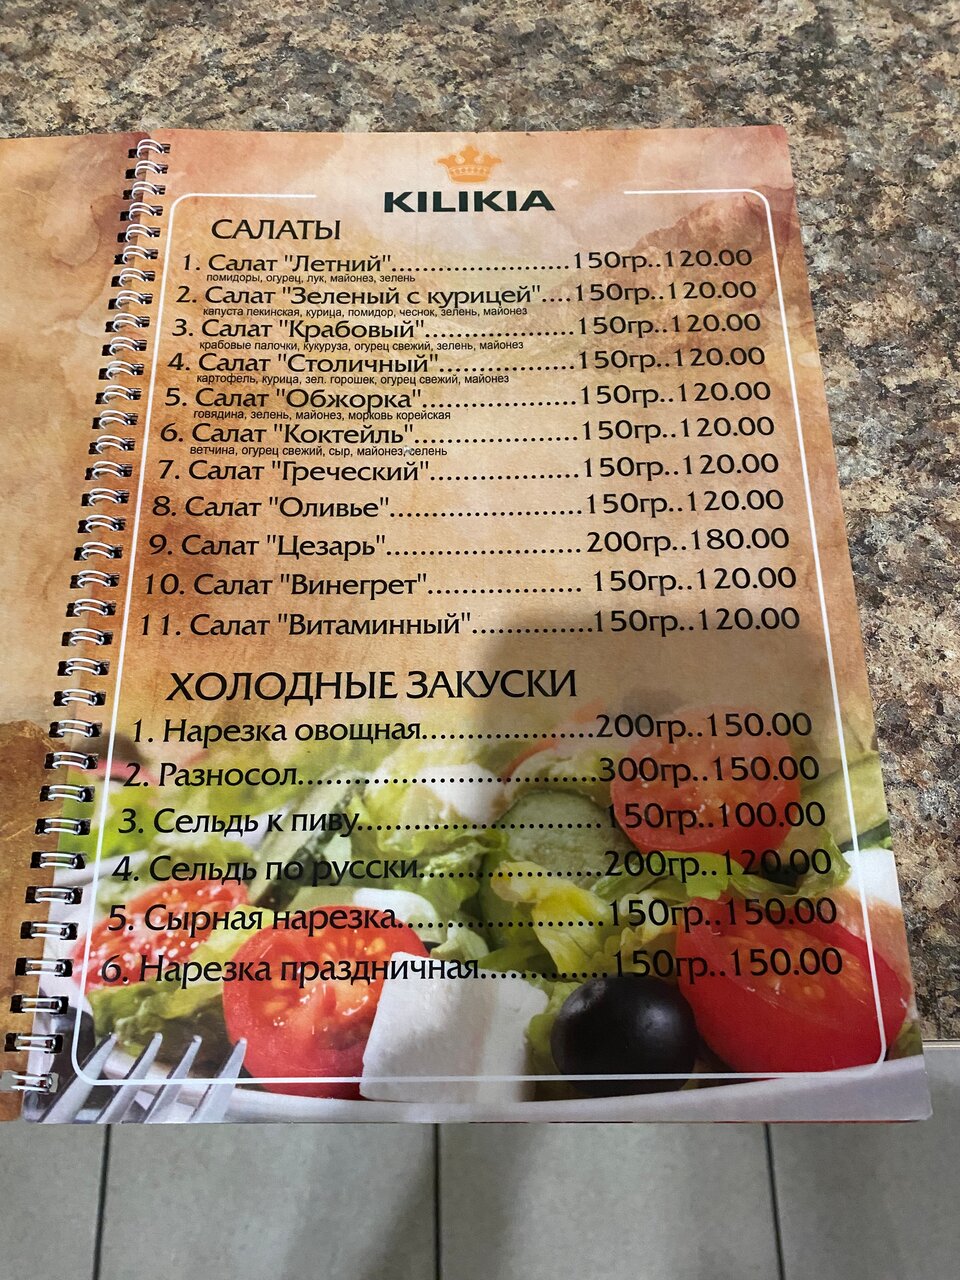 KILIKIA
САЛАТЫ
1. Салат "Летний"......................150гр..120.00
помидоры, огурец, лук, майонез, зелень
2. Салат "Зеленый с курицей"....150гр..120.00
капуста пекинская, курица, помидор, чеснок, зелень, майонез
3. Салат "Крабовый"..................150гр..120.00
крабовые палочки, кукуруза, огурец свежий, зелень, майонез
4. Салат "Столичный".................150гр..120.00
картофель, курица, зел. горошек, огурец свежий, майонез
5. Салат "Обжорка"...................150гр..120.00
говядина, зелень, майонез, морковь корейская
6. Салат "Коктейль"....................150гр..120.00
ветчина, огурец свежий, сыр, майонез, зелень
7. Салат "Греческий"..................150гр..120.00
8. Салат "Оливье".......................150гр..120.00
9. Салат "Цезарь"....................... 200гр..180.00
10. Салат "Винегрет".................. 150гр..120.00
11. Салат "Витаминный"..............150гр..120.00
ХОЛОДНЫЕ ЗАКУСКИ
1. Нарезка овощная...................200гр..150.00
2. Разносол.................................300гр..150.00
3. Сельдь к пиву..........................150гр..100.00
4. Сельдь по русски....................200гр..120.00
5. Сырная нарезка......................150гр..150.00
6. Нарезка праздничная.............150гр..150.00